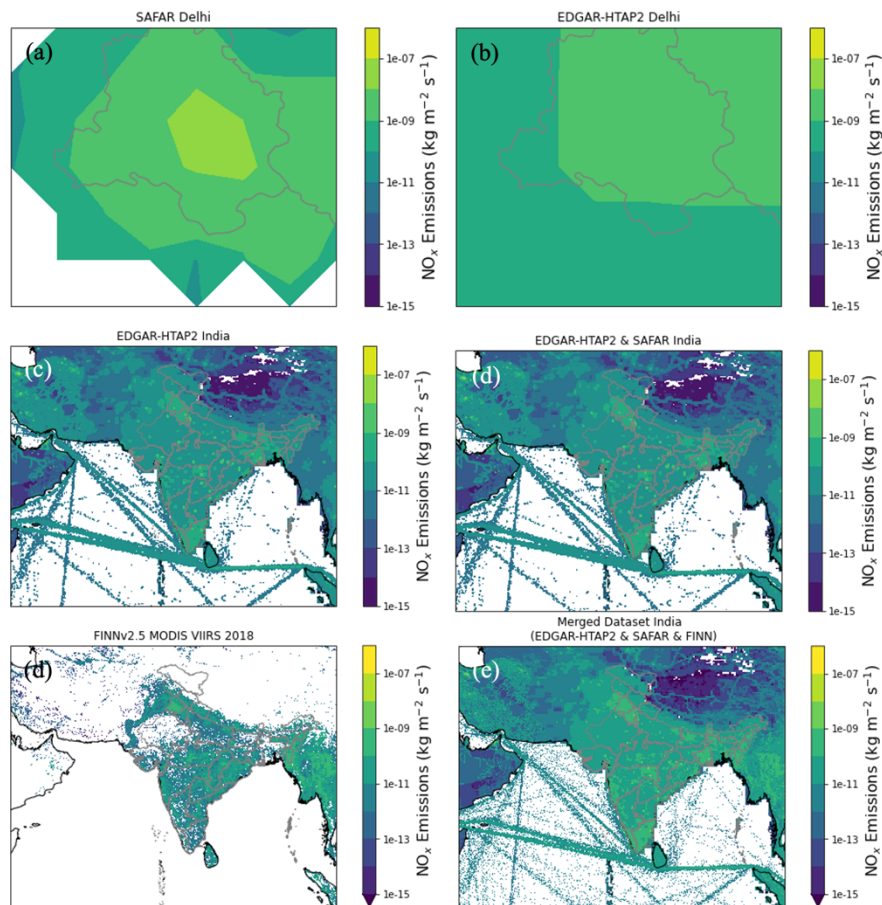 SAFAR Delhi
(a)
1e-07
1e-09
1e-11
1e-13
1e-15
NOx Emissions (kg m−2 s−1)
EDGAR-HTAP2 Delhi
(b)
1e-07
1e-09
1e-11
1e-13
1e-15
NOx Emissions (kg m−2 s−1)
EDGAR-HTAP2 India
(c)
1e-07
1e-09
1e-11
1e-13
1e-15
NOx Emissions (kg m−2 s−1)
EDGAR-HTAP2 & SAFAR India
(d)
1e-07
1e-09
1e-11
1e-13
1e-15
NOx Emissions (kg m−2 s−1)
FINNv2.5 MODIS VIIRS 2018
(d)
1e-07
1e-09
1e-11
1e-13
1e-15
NOx Emissions (kg m−2 s−1)
Merged Dataset India
(EDGAR-HTAP2 & SAFAR & FINN)
(e)
1e-07
1e-09
1e-11
1e-13
1e-15
NOx Emissions (kg m−2 s−1)